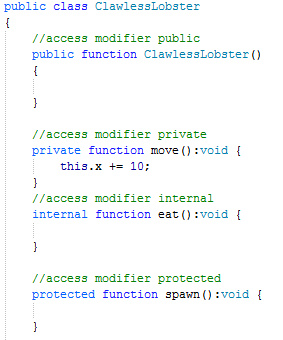 public class ClawlessLobster
{
//access modifier public
public function ClawlessLobster()
{
}
//access modifier private
private function move():void {
this.x += 10;
}
//access modifier internal
internal function eat():void {
}
//access modifier protected
protected function spawn():void {
}